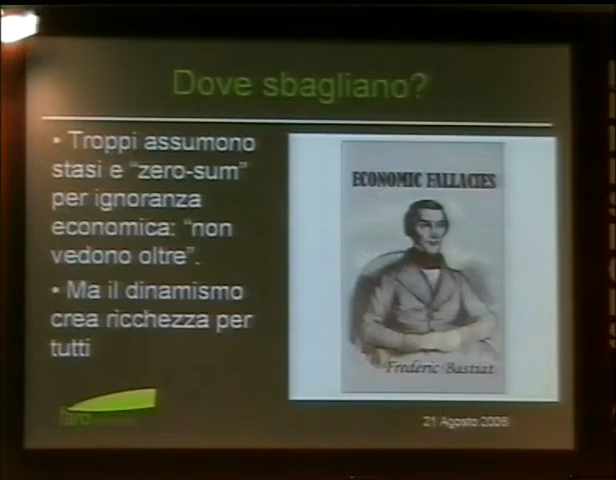 Dove sbagliano?
• Troppi assumono
stasi e "zero-sum"
per ignoranza
economica: "non
vedono oltre".
• Ma il dinamismo
crea ricchezza per
tutti
ECONOMIC FALLACIES
Frederic Bastiat
21 Agosto 2008